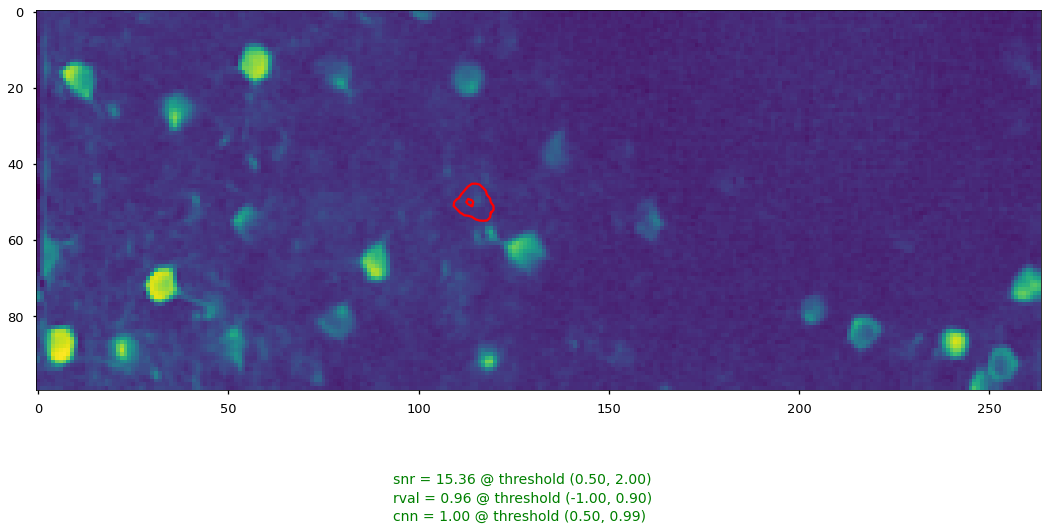 0
20
40
60
80
0 50 100 150 200 250
snr = 15.36 @ threshold (0.50, 2.00)
rval = 0.96 @ threshold (-1.00, 0.90)
cnn = 1.00 @ threshold (0.50, 0.99)